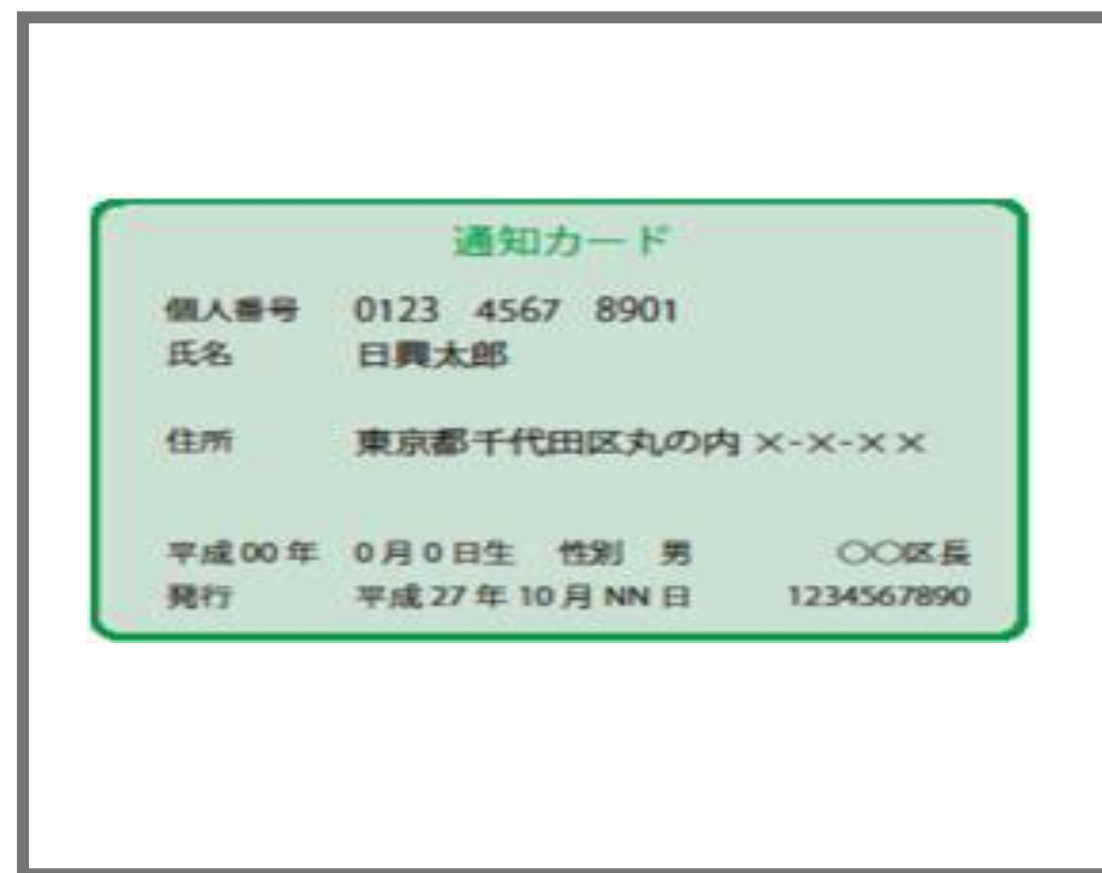 通知カード
個人番号 0123 4567 8901
氏名 日興太郎
住所 東京都千代田区丸の内 ×-×-××
平成00年 0月0日生 性別 男 〇〇区長
発行 平成27年10月NN日 1234567890